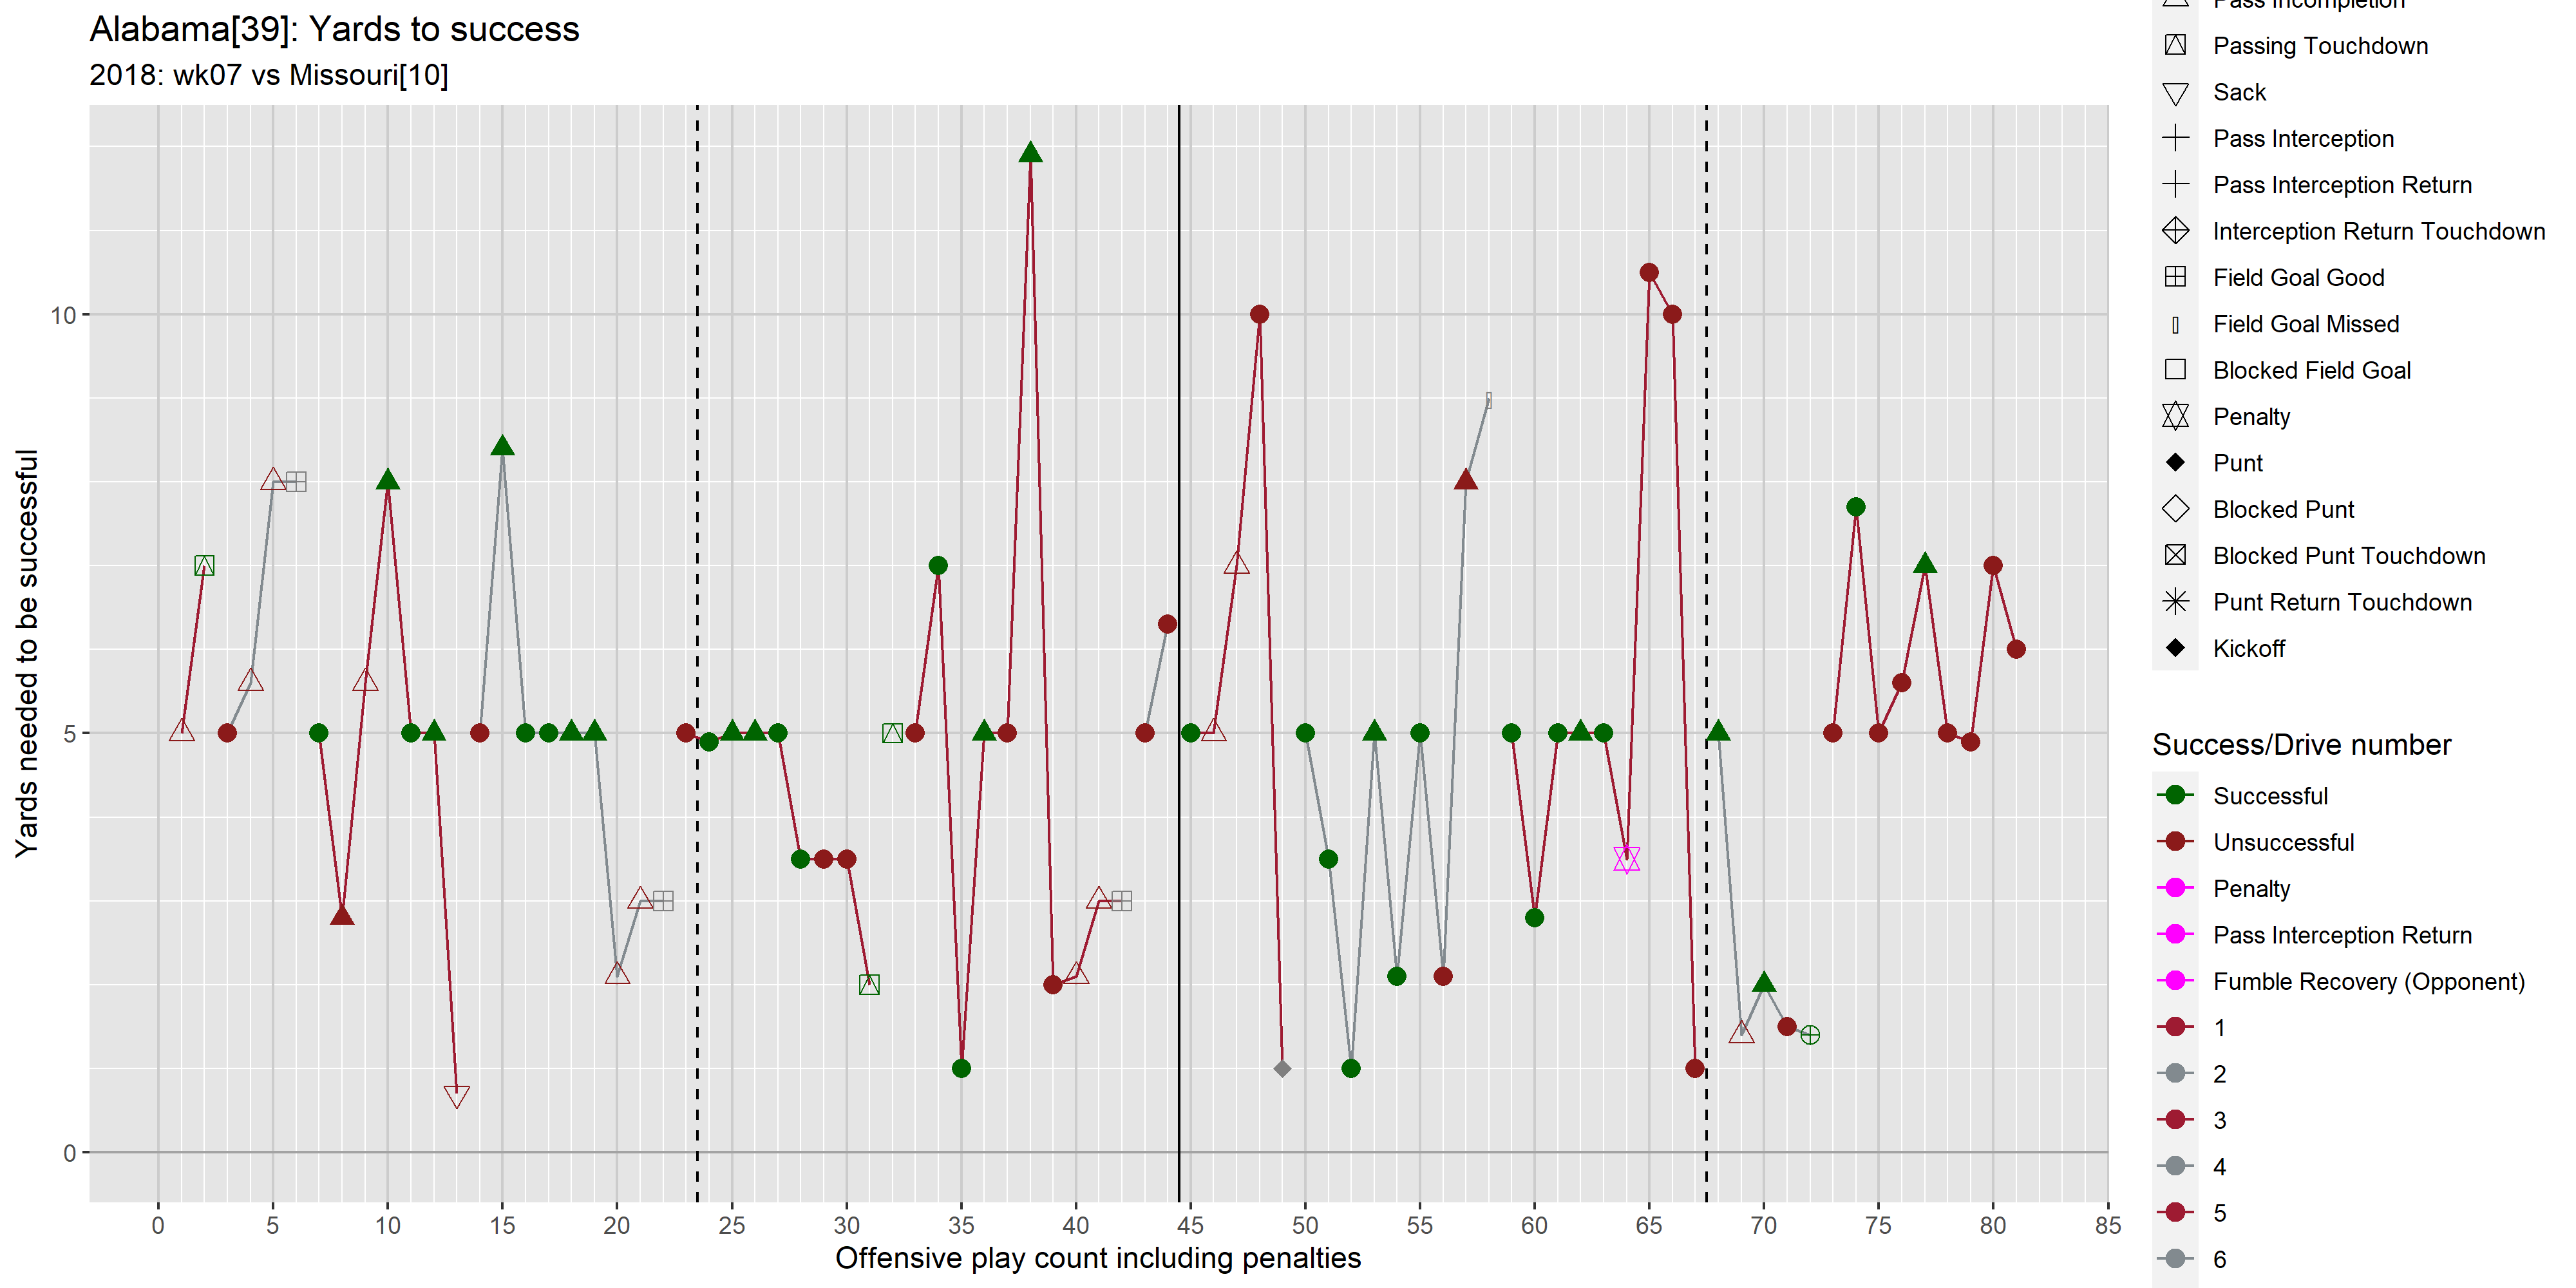 Alabama[39]: Yards to success
2018: wk07 vs Missouri[10]
Yards needed to be successful
10
5
0
0 5 10 15 20 25 30 35 40 45 50 55 60 65 70 75 80 85
Offensive play count including penalties
Pass Incompletion
Passing Touchdown
Sack
Pass Interception
Pass Interception Return
Interception Return Touchdown
Field Goal Good
Field Goal Missed
Blocked Field Goal
Penalty
Punt
Blocked Punt
Blocked Punt Touchdown
Punt Return Touchdown
Kickoff
Success/Drive number
Successful
Unsuccessful
Penalty
Pass Interception Return
Fumble Recovery (Opponent)
1
2
3
4
5
6